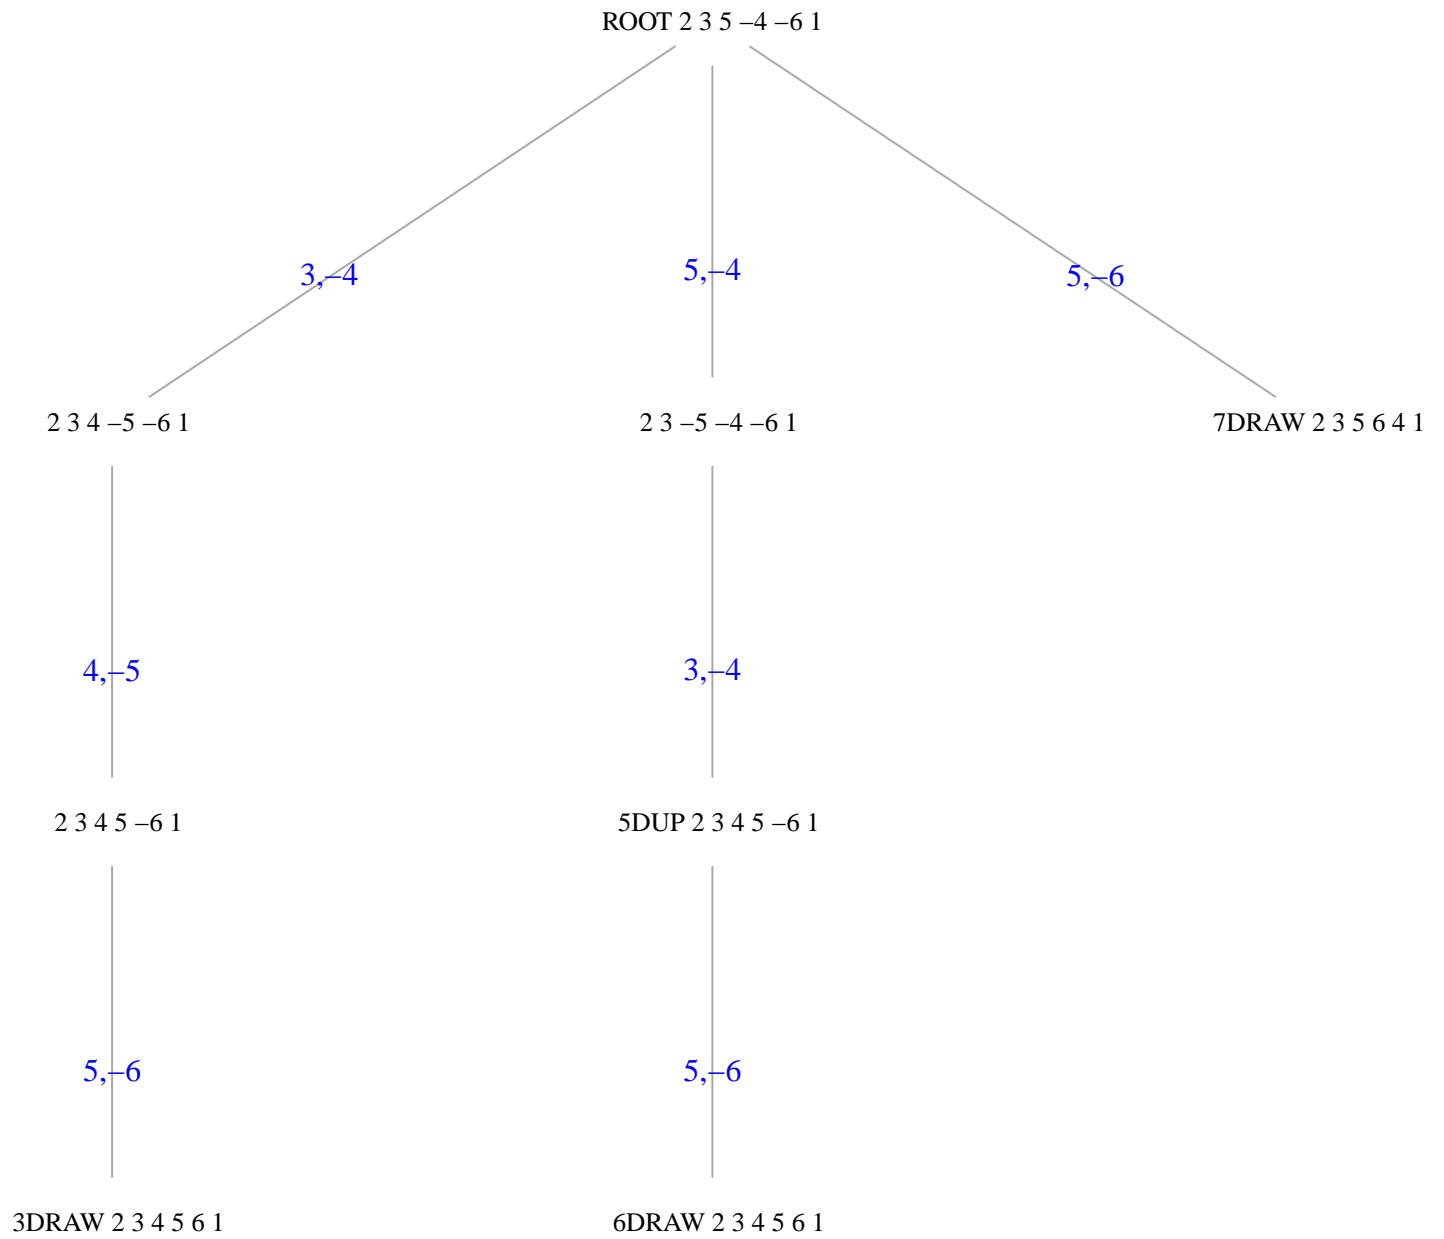 ROOT 2 3 5 –4 –6 1
3,–4
5,–4
5,–6
2 3 4 –5 –6 1
2 3 –5 –4 –6 1
7DRAW 2 3 5 6 4 1
4,–5
3,–4
2 3 4 5 –6 1
5DUP 2 3 4 5 –6 1
5,–6
5,–6
3DRAW 2 3 4 5 6 1
6DRAW 2 3 4 5 6 1